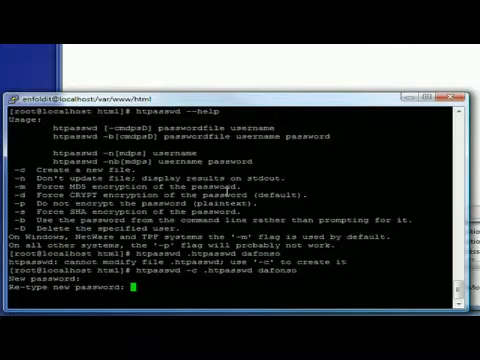 enfoldit@localhost:/var/www/html
[root@localhost html]# htpasswd --help
Usage:
htpasswd [-cmdpsD] passwordfile username
htpasswd -b[cmdpsD] passwordfile username password
htpasswd -n[mdps] username
htpasswd -nb[mdps] username password
-c Create a new file.
-n Don't update file; display results on stdout.
-m Force MD5 encryption of the password.
-d Force CRYPT encryption of the password (default).
-p Do not encrypt the password (plaintext).
-s Force SHA encryption of the password.
-b Use the password from the command line rather than prompting for it.
-D Delete the specified user.
On Windows, NetWare and TPF systems the '-m' flag is used by default.
On all other systems, the '-p' flag will probably not work.
[root@localhost html]# htpasswd .htpasswd dafonso
htpasswd: cannot modify file .htpasswd; use '-c' to create it
[root@localhost html]# htpasswd -c .htpasswd dafonso
New password:
Re-type new password: